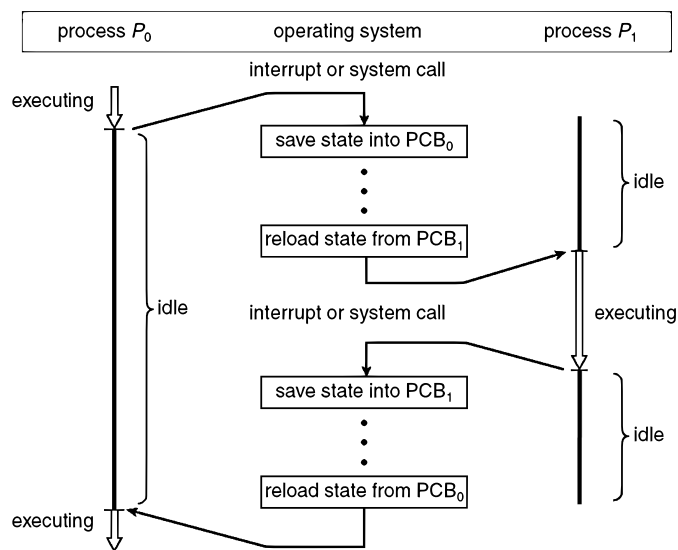 process P₀ operating system process P₁
interrupt or system call
executing
save state into PCB₀
idle
reload state from PCB₁
idle
interrupt or system call
executing
save state into PCB₁
idle
reload state from PCB₀
executing